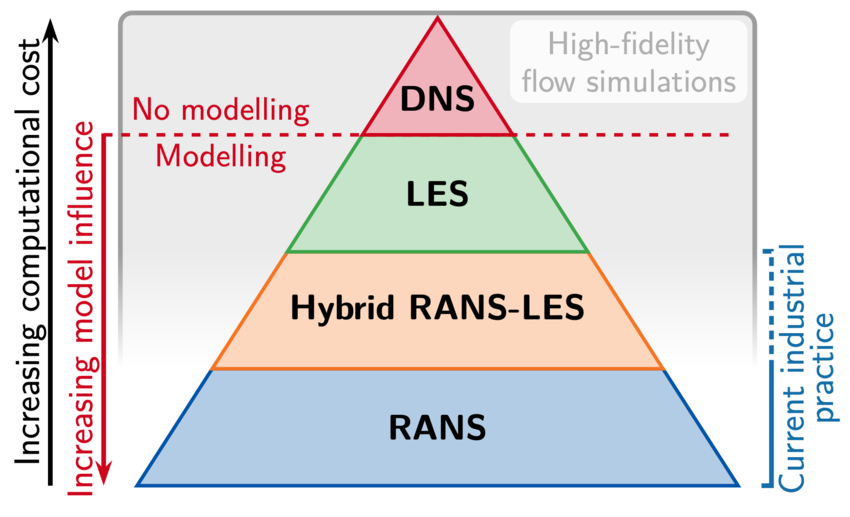 Increasing computational cost
Increasing model influence
High-fidelity
flow simulations
No modelling
Modelling
DNS
LES
Hybrid RANS-LES
RANS
Current industrial
practice